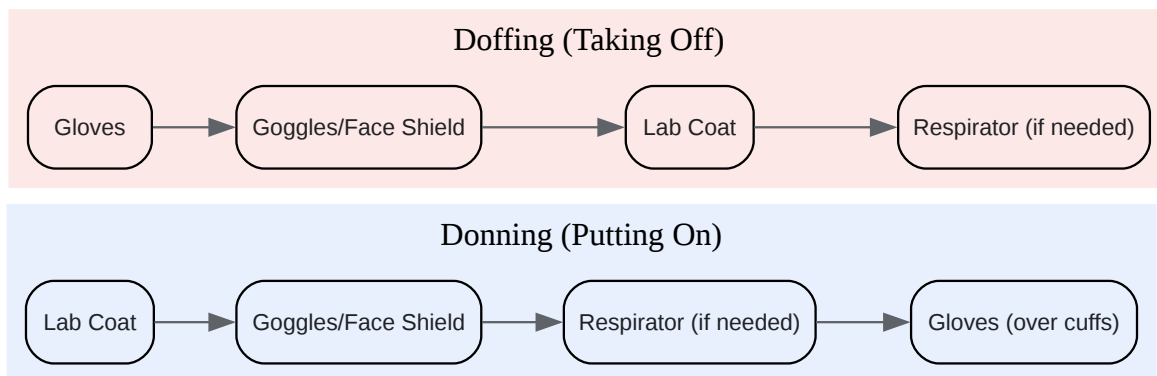 Doffing (Taking Off)
Gloves
Goggles/Face Shield
Lab Coat
Respirator (if needed)
Donning (Putting On)
Lab Coat
Goggles/Face Shield
Respirator (if needed)
Gloves (over cuffs)